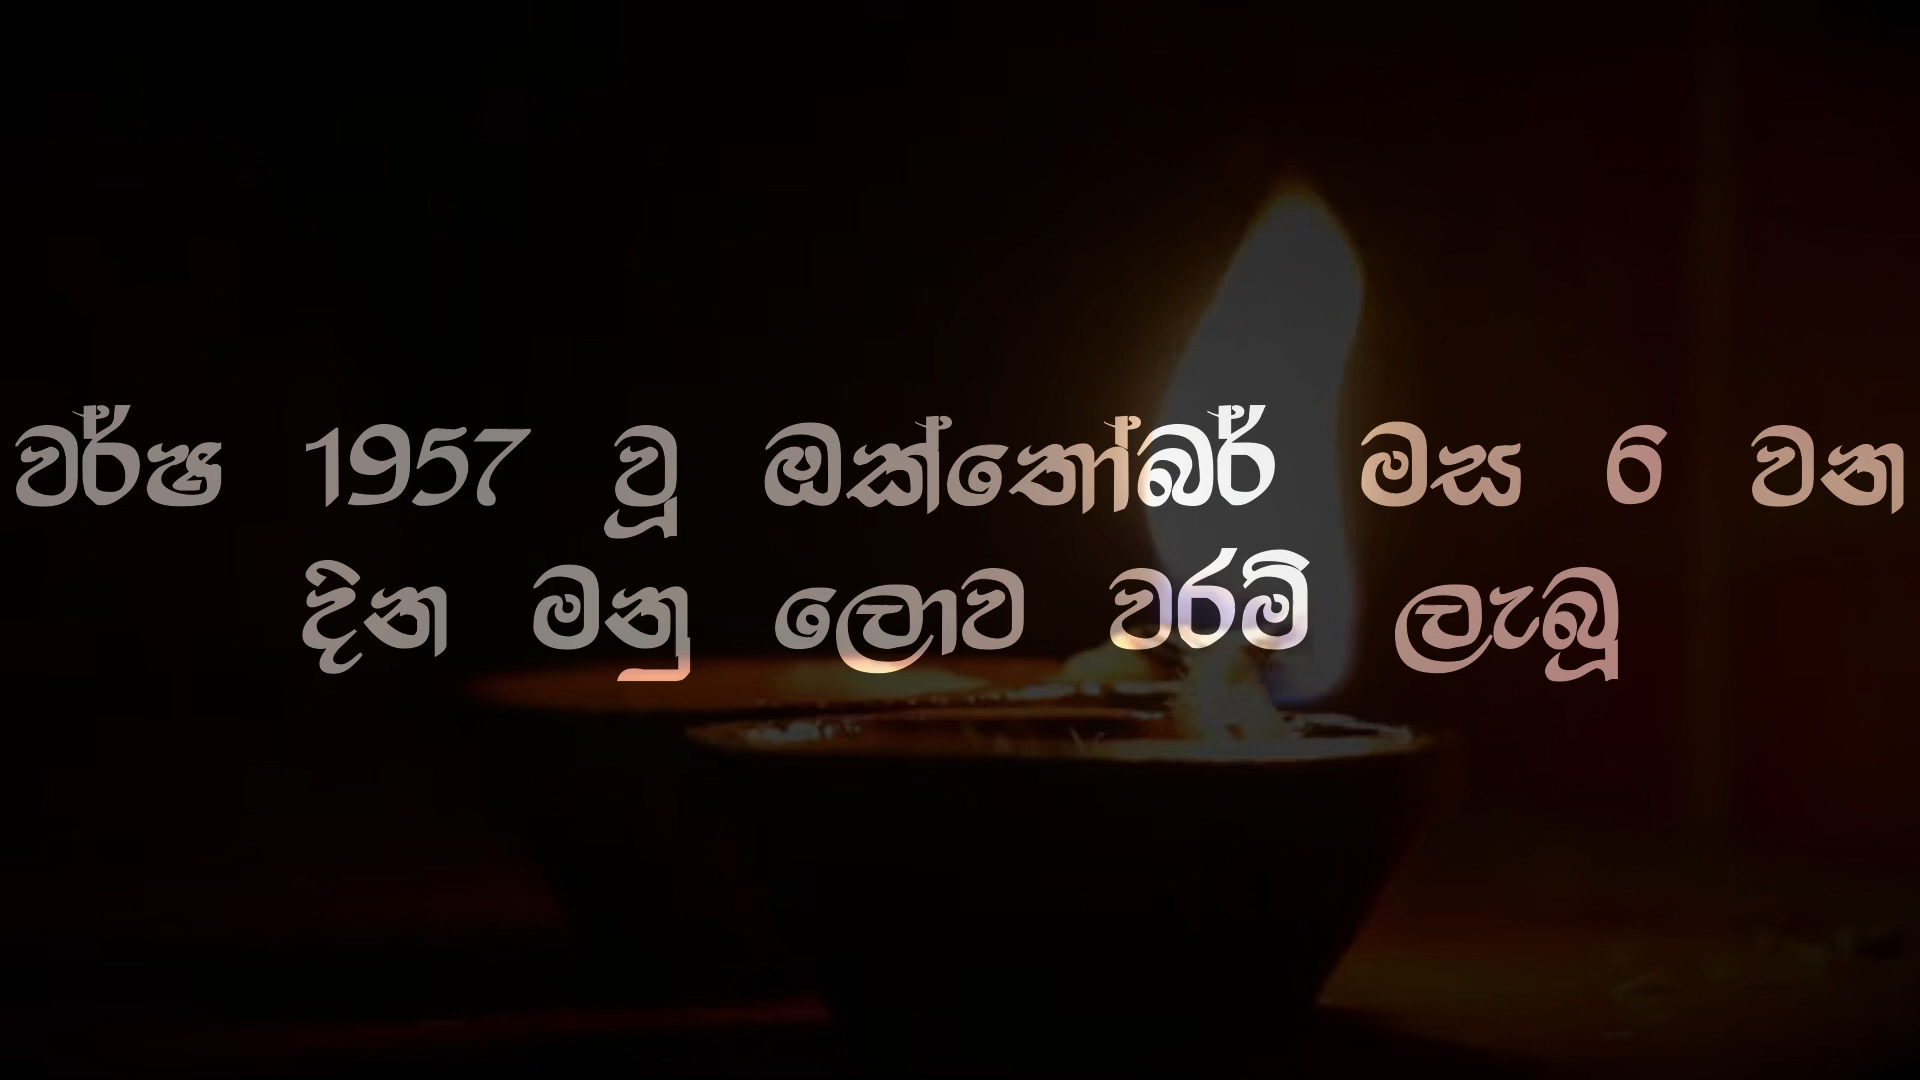 වර්ෂ 1957 වූ ඔක්තෝබර් මස 6 වන
දින මනු ලොව වරම් ලැබූ